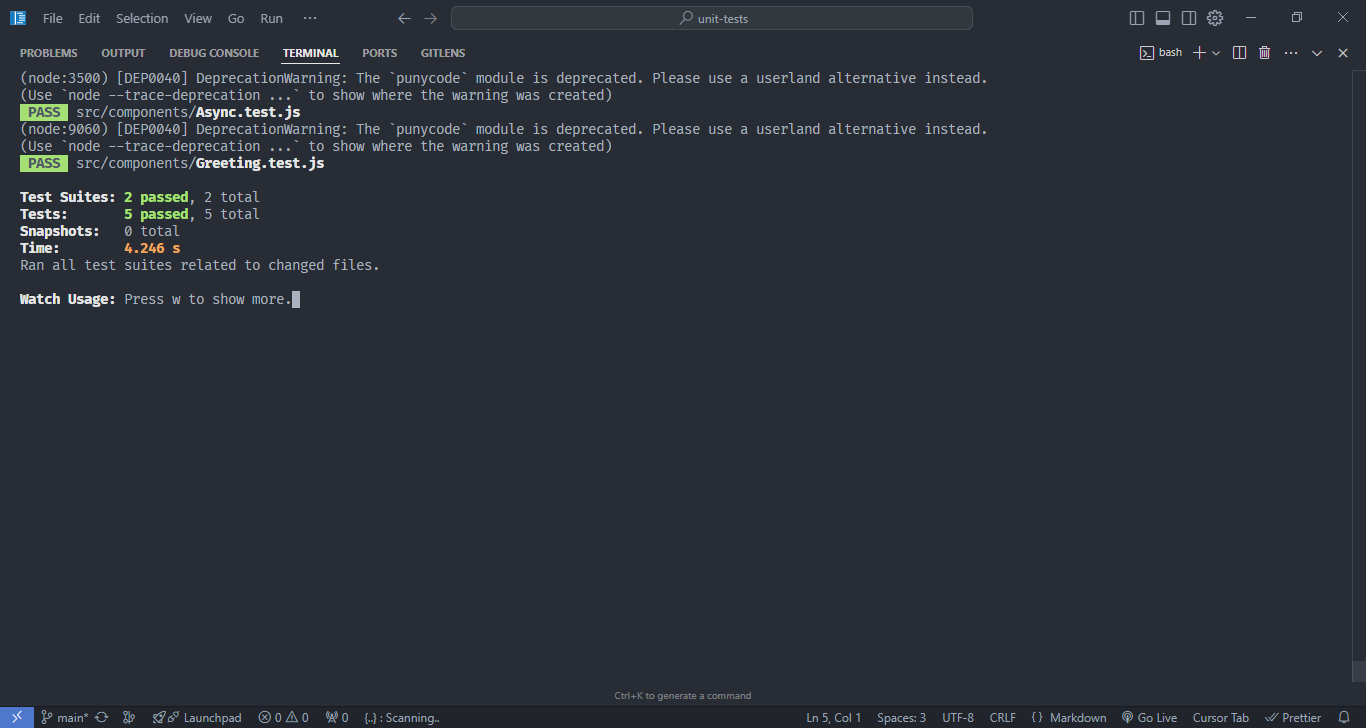 File Edit Selection View Go Run ··· unit-tests
PROBLEMS OUTPUT DEBUG CONSOLE TERMINAL PORTS GITLENS bash
(node:3500) [DEP0040] DeprecationWarning: The `punycode` module is deprecated. Please use a userland alternative instead.
(Use `node --trace-deprecation ...` to show where the warning was created)
PASS src/components/Async.test.js
(node:9060) [DEP0040] DeprecationWarning: The `punycode` module is deprecated. Please use a userland alternative instead.
(Use `node --trace-deprecation ...` to show where the warning was created)
PASS src/components/Greeting.test.js
Test Suites: 2 passed, 2 total
Tests: 5 passed, 5 total
Snapshots: 0 total
Time: 4.246 s
Ran all test suites related to changed files.
Watch Usage: Press w to show more.
Ctrl+K to generate a command
main* Launchpad 0 0 0 {..} : Scanning.. Ln 5, Col 1 Spaces: 3 UTF-8 CRLF {} Markdown Go Live Cursor Tab Prettier